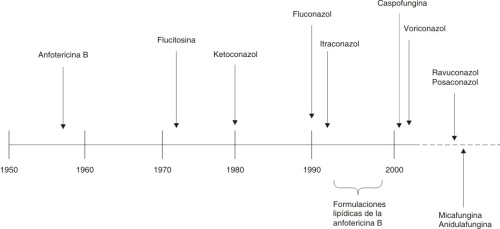 Caspofungina
Fluconazol
Voriconazol
Flucitosina
Itraconazol
Anfotericina B
Ketoconazol
Ravuconazol
Posaconazol
1950
1960
1970
1980
1990
2000
Formulaciones
lipídicas de la
anfotericina B
Micafungina
Anidulafungina